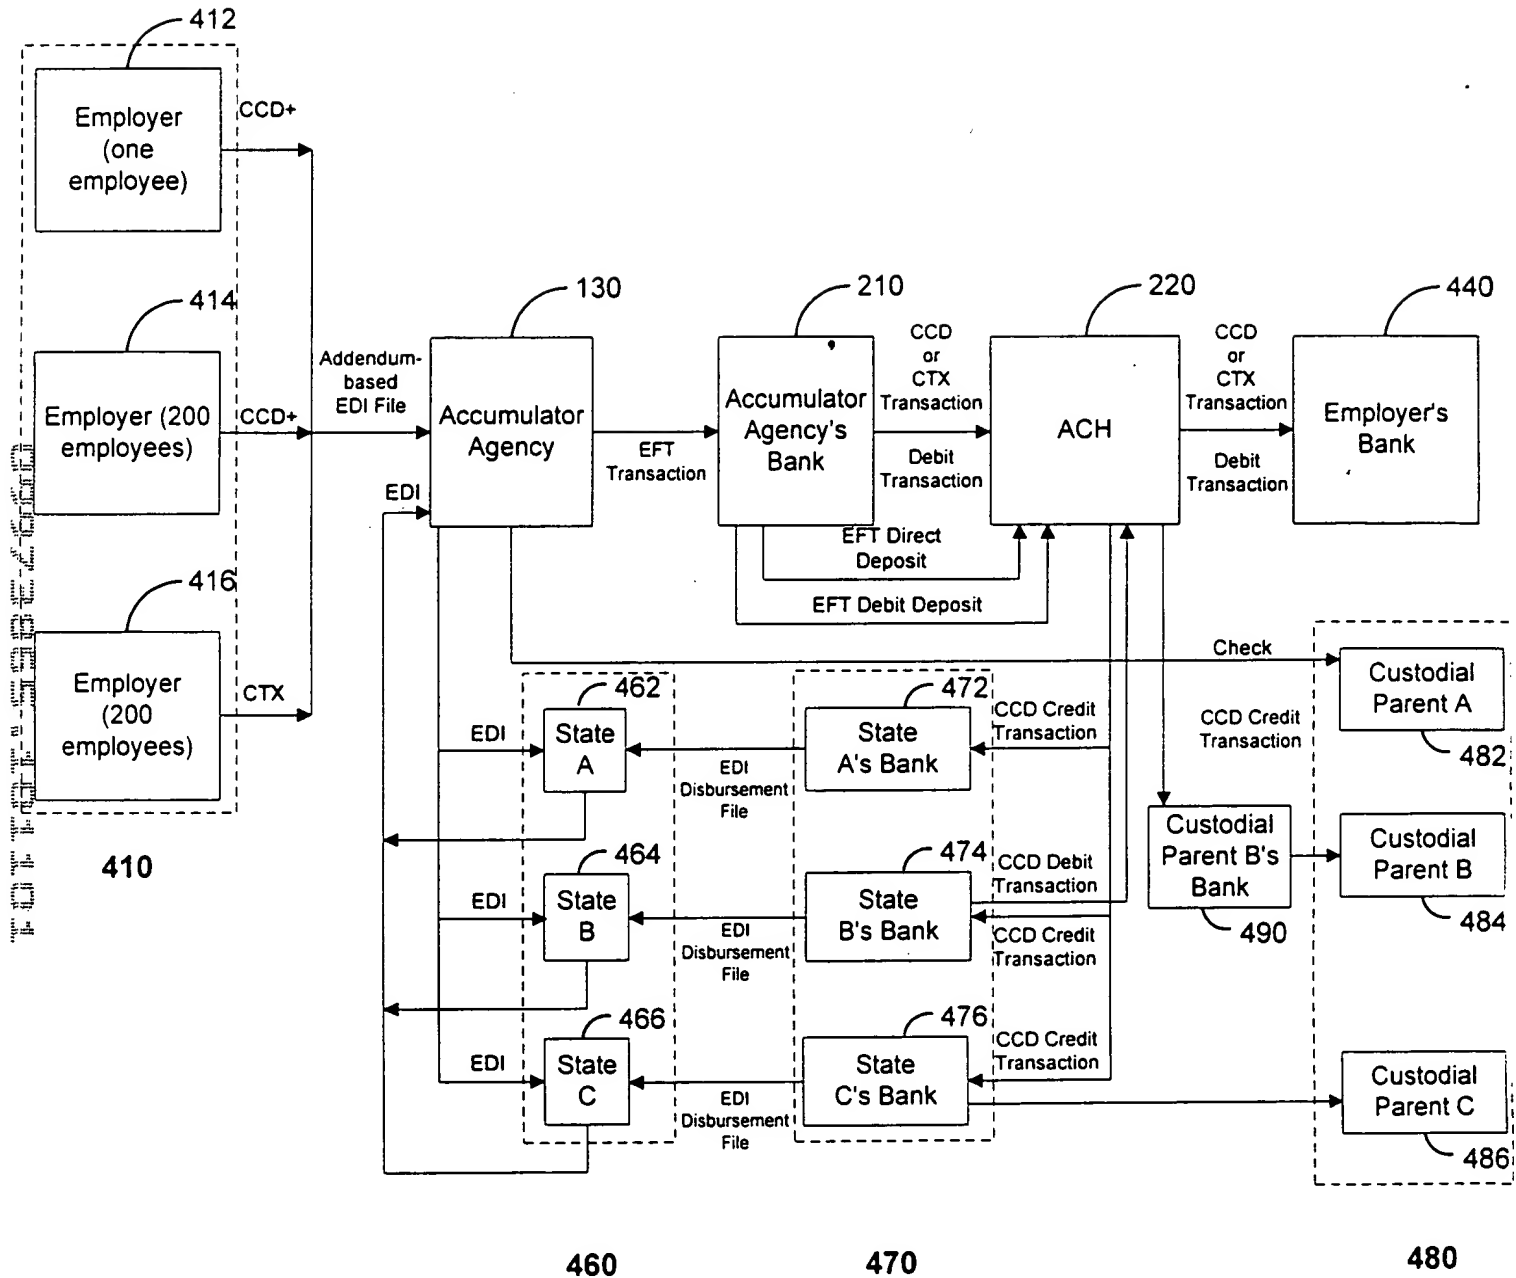 412
Employer
(one
employee)
CCD+
414
Employer (200
employees)
CCD+
416
Employer
(200
employees)
CTX
410
Addendum-
based
EDI File
130
Accumulator
Agency
EDI
EFT
Transaction
210
Accumulator
Agency's
Bank
CCD
or
CTX
Transaction
Debit
Transaction
220
ACH
CCD
or
CTX
Transaction
Debit
Transaction
440
Employer's
Bank
EFT Direct
Deposit
EFT Debit Deposit
Check
462
State
A
EDI
EDI
Disbursement
File
472
State
A's Bank
CCD Credit
Transaction
CCD Credit
Transaction
Custodial
Parent A
482
464
State
B
EDI
EDI
Disbursement
File
474
State
B's Bank
CCD Debit
Transaction
CCD Credit
Transaction
Custodial
Parent B's
Bank
490
Custodial
Parent B
484
466
State
C
EDI
EDI
Disbursement
File
476
State
C's Bank
CCD Credit
Transaction
Custodial
Parent C
486
460
470
480